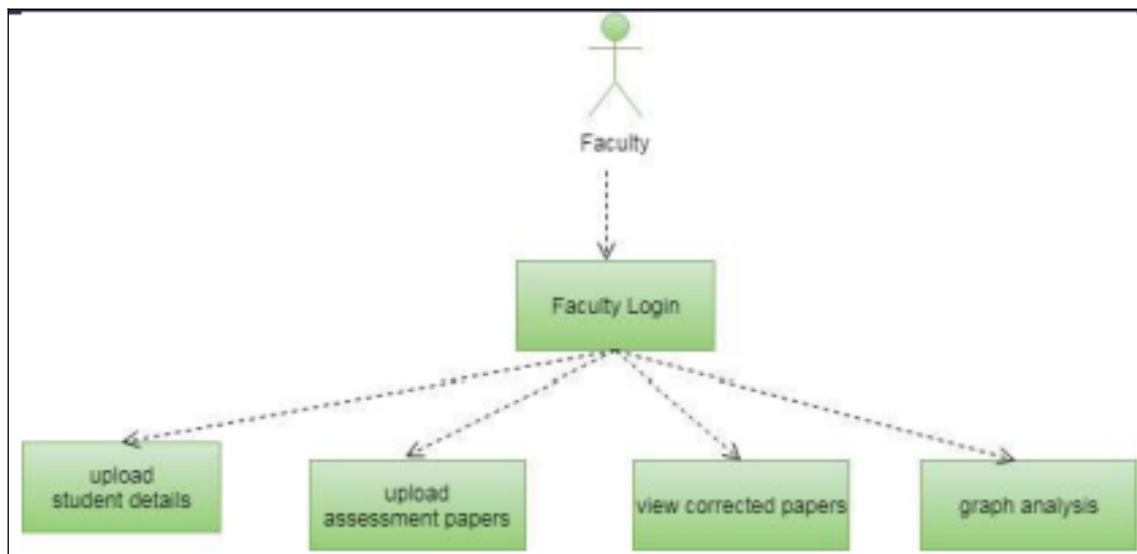 Faculty
Faculty Login
upload
student details
upload
assessment papers
view corrected papers
graph analysis